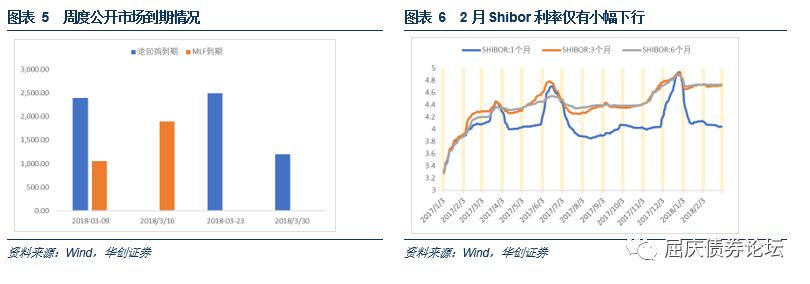 图表 5 周度公开市场到期情况
逆回购到期 MLF到期
3,000.00
2,500.00
2,000.00
1,500.00
1,000.00
500.00
0.00
2018-03-09 2018/3/16 2018-03-23 2018/3/30
资料来源：Wind，华创证券
图表 6 2 月 Shibor 利率仅有小幅下行
SHIBOR:1个月 SHIBOR:3个月 SHIBOR:6个月
5
4.8
4.6
4.4
4.2
4
3.8
3.6
3.4
3.2
3
2017/1/3 2017/2/3 2017/3/3 2017/4/3 2017/5/3 2017/6/3 2017/7/3 2017/8/3 2017/9/3 2017/10/3 2017/11/3 2017/12/3 2018/1/3 2018/2/3
资料来源：Wind，华创证券
屈庆债券论坛